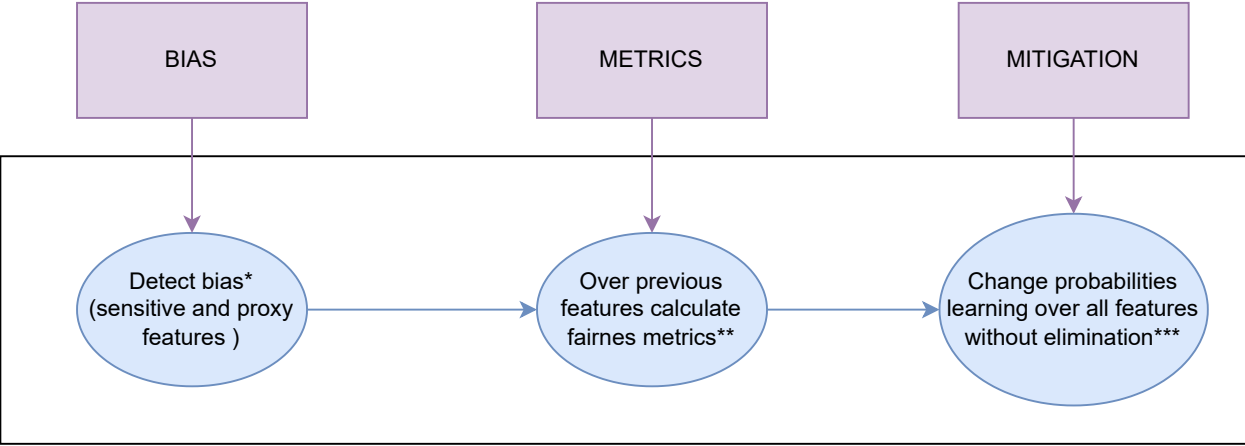 BIAS
METRICS
MITIGATION
Detect bias*
(sensitive and proxy
features )
Over previous
features calculate
fairnes metrics**
Change probabilities
learning over all features
without elimination***